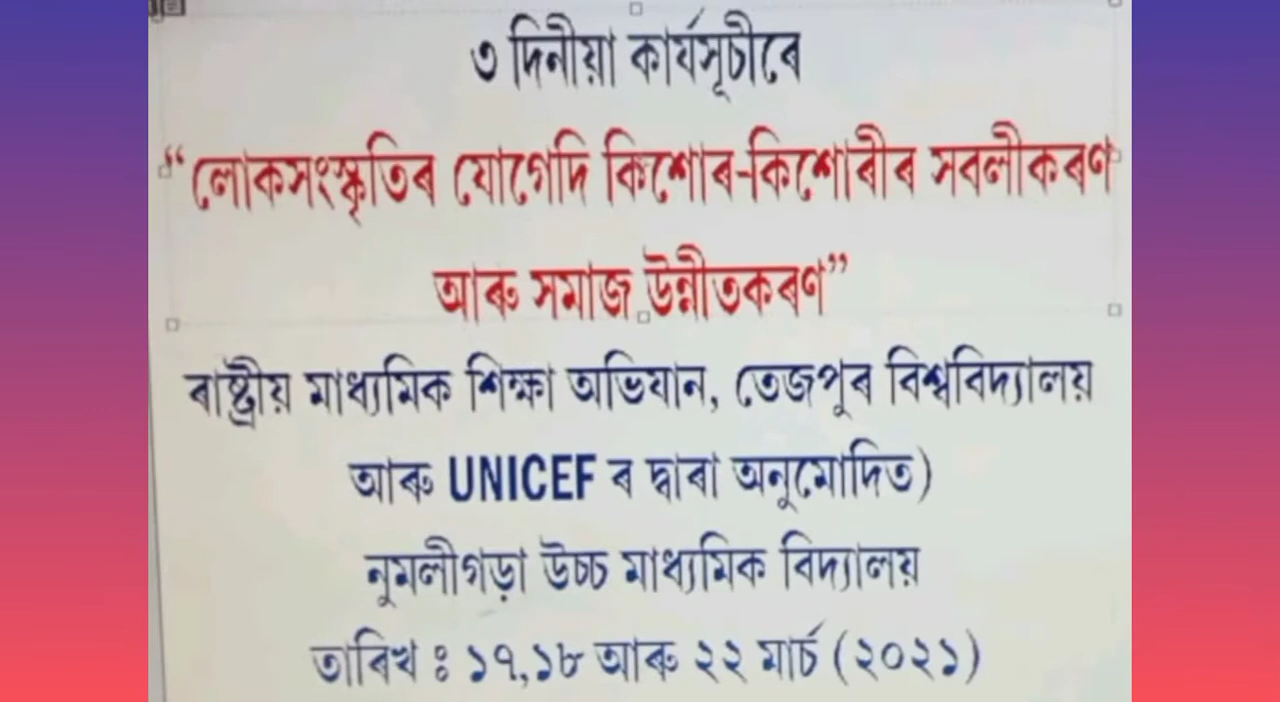 ৩ দিনীয়া কাৰ্যসূচীৰে
“লোকসংস্কৃতিৰ যোগেদি কিশোৰ-কিশোৰীৰ সবলীকৰণ
আৰু সমাজ উন্নীতকৰণ”
ৰাষ্ট্ৰীয় মাধ্যমিক শিক্ষা অভিযান, তেজপুৰ বিশ্ববিদ্যালয়
আৰু UNICEF ৰ দ্বাৰা অনুমোদিত)
নুমলীগড়া উচ্চ মাধ্যমিক বিদ্যালয়
তাৰিখ ঃ ১৭,১৮ আৰু ২২ মাৰ্চ (২০২১)